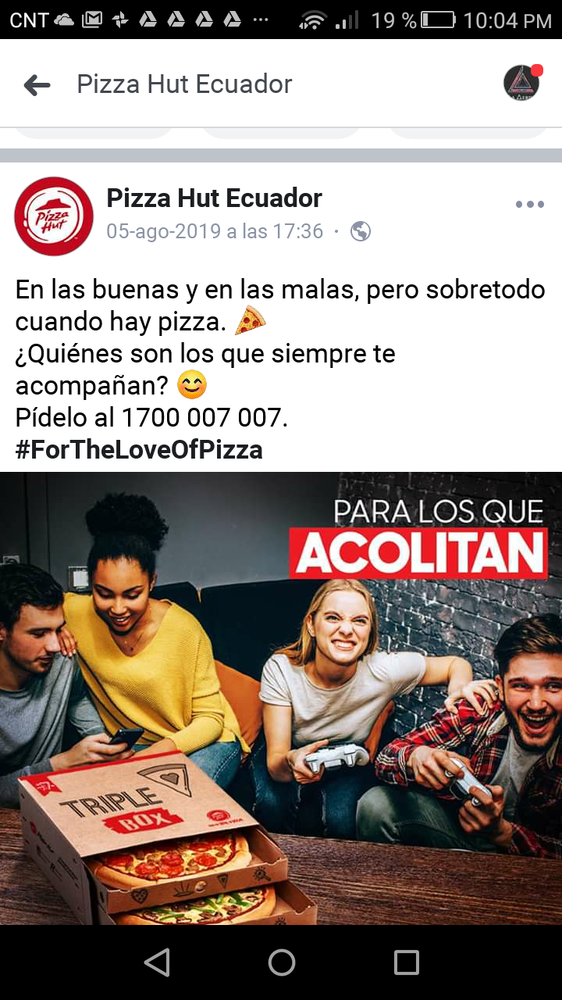 CNT 19 % 10:04 PM
Pizza Hut Ecuador
Pizza Hut Ecuador
Pizza
Hut
05-ago-2019 a las 17:36 ·
En las buenas y en las malas, pero sobretodo
cuando hay pizza. 🍕
¿Quiénes son los que siempre te
acompañan? 😊
Pídelo al 1700 007 007.
#ForTheLoveOfPizza
PARA LOS QUE
ACOLITAN
TRIPLE
BOX